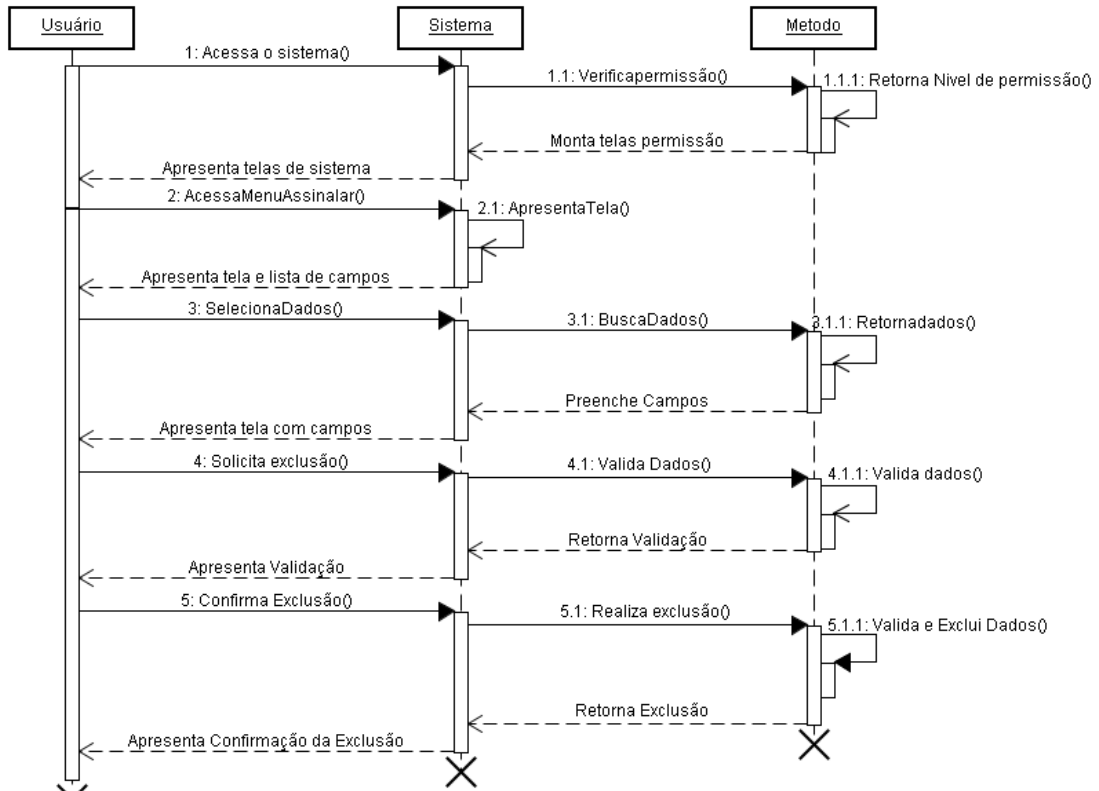 Usuário
Sistema
Metodo
1: Acessa o sistema()
1.1: Verificapermissão()
1.1.1: Retorna Nivel de permissão()
Monta telas permissão
Apresenta telas de sistema
2: AcessaMenuAssinalar()
2.1: ApresentaTela()
Apresenta tela e lista de campos
3: SelecionaDados()
3.1: BuscaDados()
3.1.1: Retornadados()
Preenche Campos
Apresenta tela com campos
4: Solicita exclusão()
4.1: Valida Dados()
4.1.1: Valida dados()
Retorna Validação
Apresenta Validação
5: Confirma Exclusão()
5.1: Realiza exclusão()
5.1.1: Valida e Exclui Dados()
Retorna Exclusão
Apresenta Confirmação da Exclusão